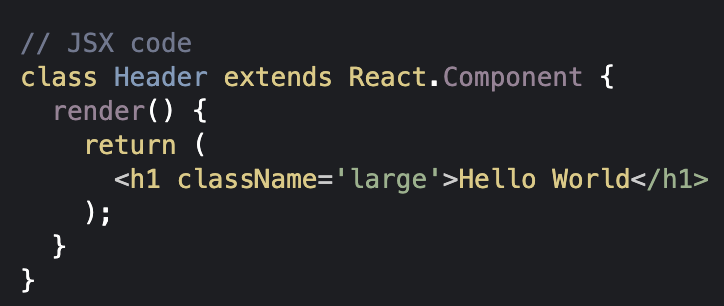 // JSX code
class Header extends React.Component {
  render() {
    return (
      <h1 className='large'>Hello World</h1>
    );
  }
}